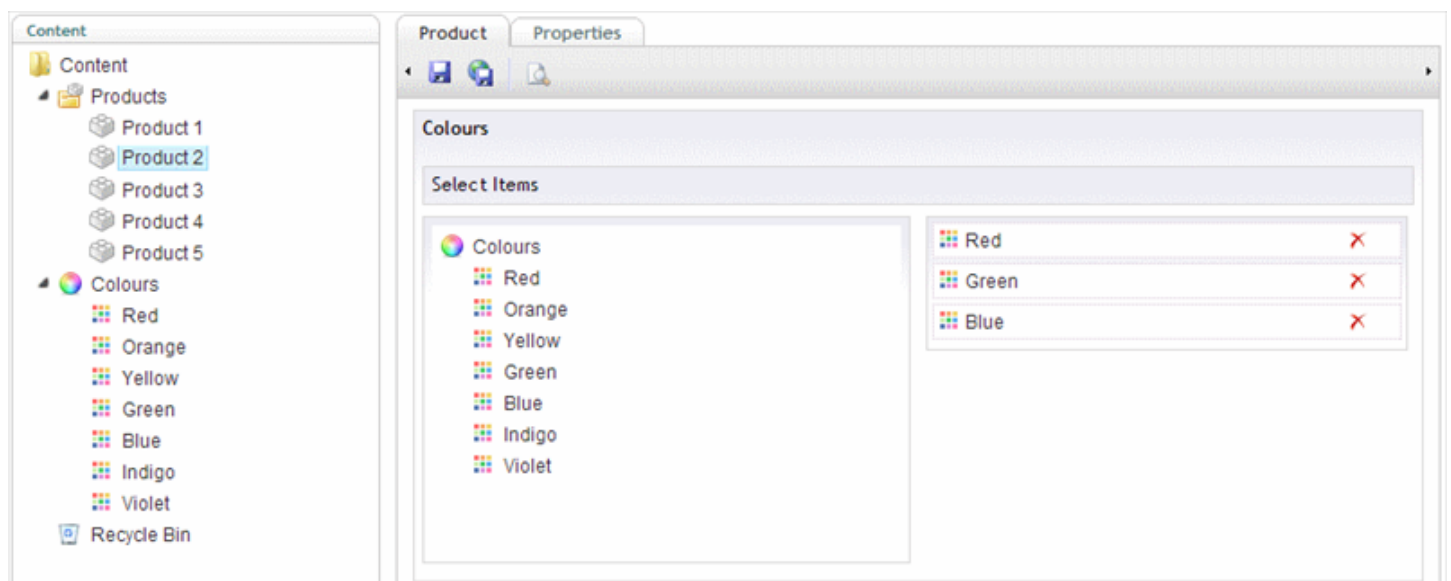 Content
Content
Products
Product 1
Product 2
Product 3
Product 4
Product 5
Colours
Red
Orange
Yellow
Green
Blue
Indigo
Violet
Recycle Bin
Product Properties
Colours
Select Items
Colours
Red
Orange
Yellow
Green
Blue
Indigo
Violet
Red
Green
Blue